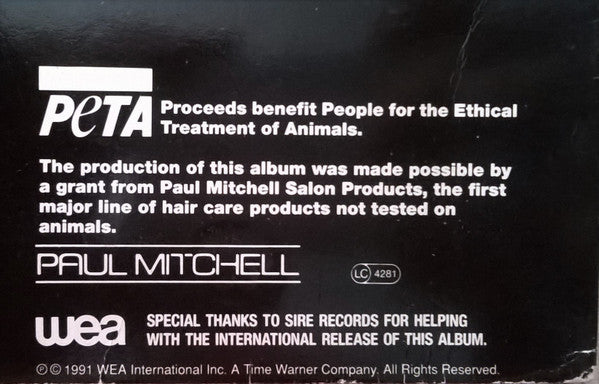 PETA
Proceeds benefit People for the Ethical
Treatment of Animals.
The production of this album was made possible by
a grant from Paul Mitchell Salon Products, the first
major line of hair care products not tested on
animals.
PAUL MITCHELL
LC 4281
wea
SPECIAL THANKS TO SIRE RECORDS FOR HELPING
WITH THE INTERNATIONAL RELEASE OF THIS ALBUM.
℗ © 1991 WEA International Inc. A Time Warner Company. All Rights Reserved.